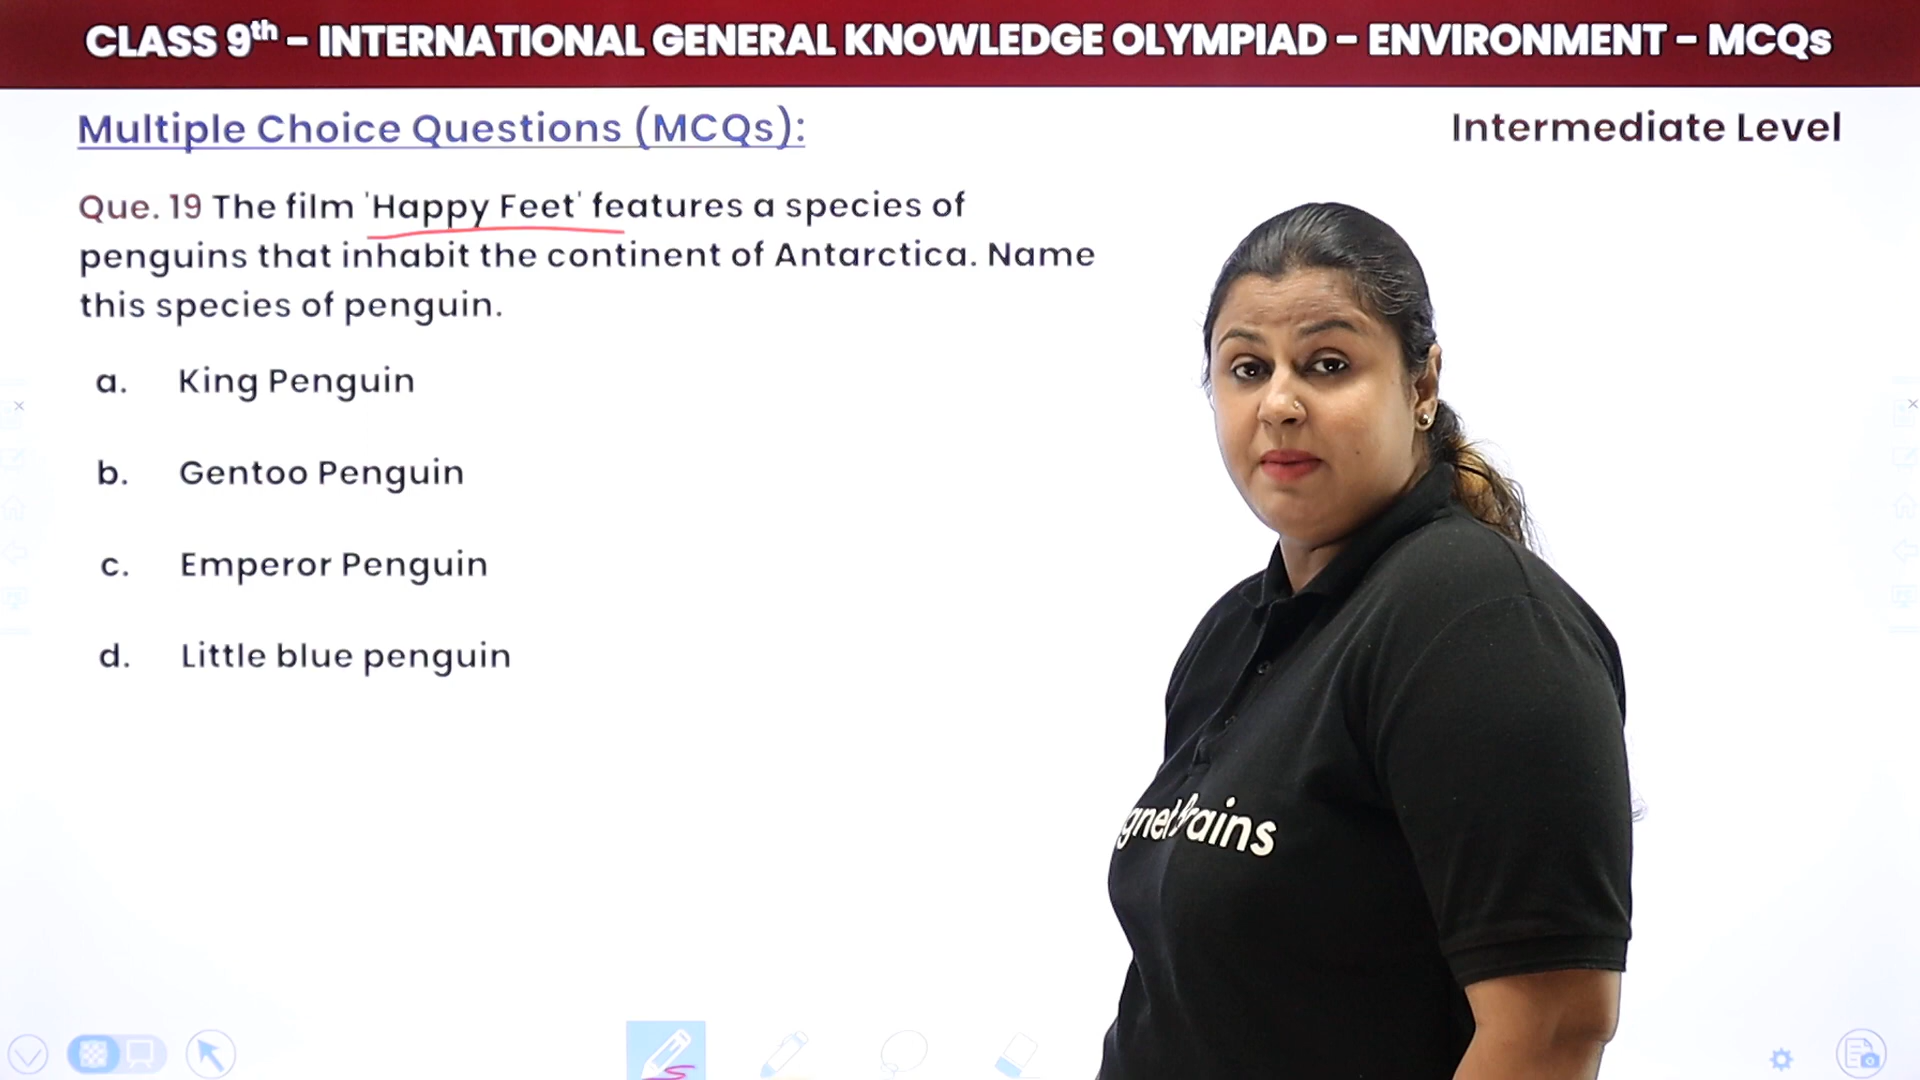 CLASS 9th - INTERNATIONAL GENERAL KNOWLEDGE OLYMPIAD - ENVIRONMENT - MCQs
Multiple Choice Questions (MCQs):
Intermediate Level
Que. 19 The film 'Happy Feet' features a species of
penguins that inhabit the continent of Antarctica. Name
this species of penguin.
a. King Penguin
b. Gentoo Penguin
c. Emperor Penguin
d. Little blue penguin
gnet Brains